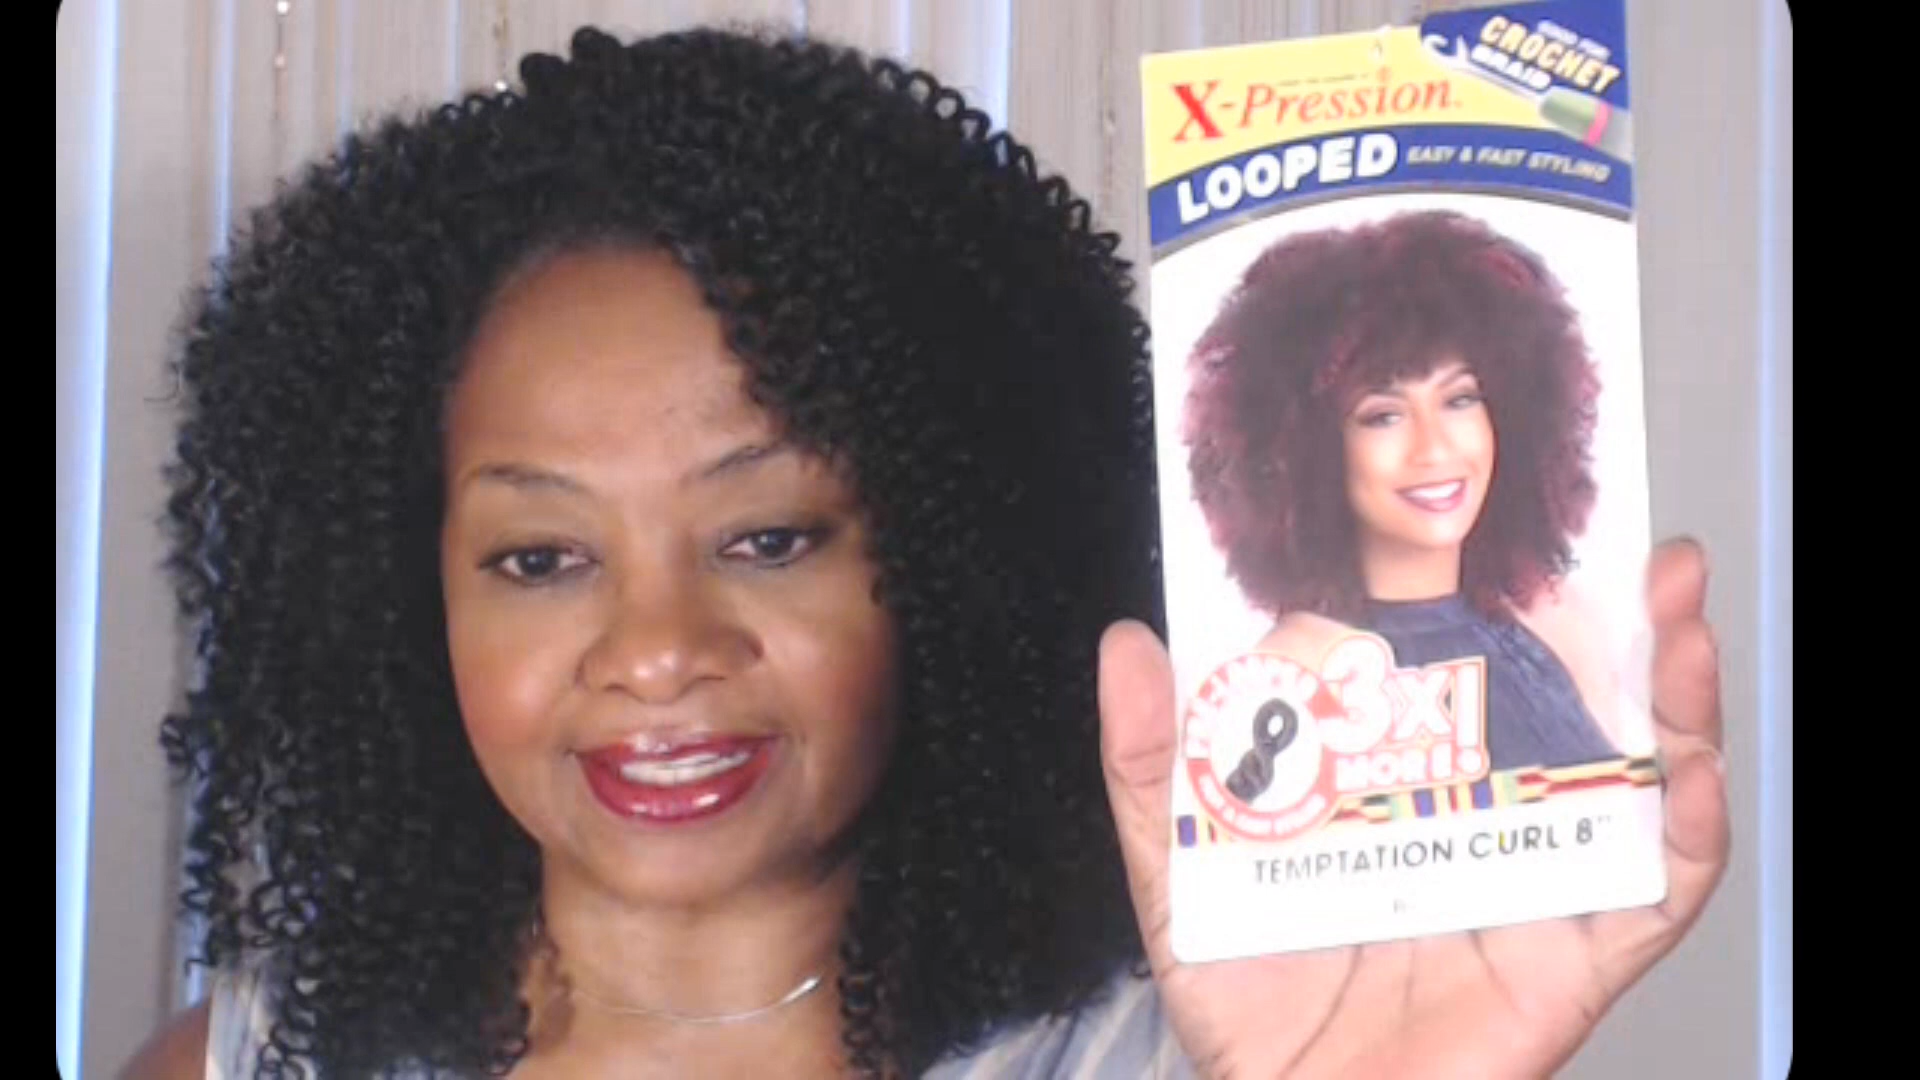 CROCHET
BRAID
X-Pression.
LOOPED EASY & FAST STYLING
3X!
MORE!
TEMPTATION CURL 8"